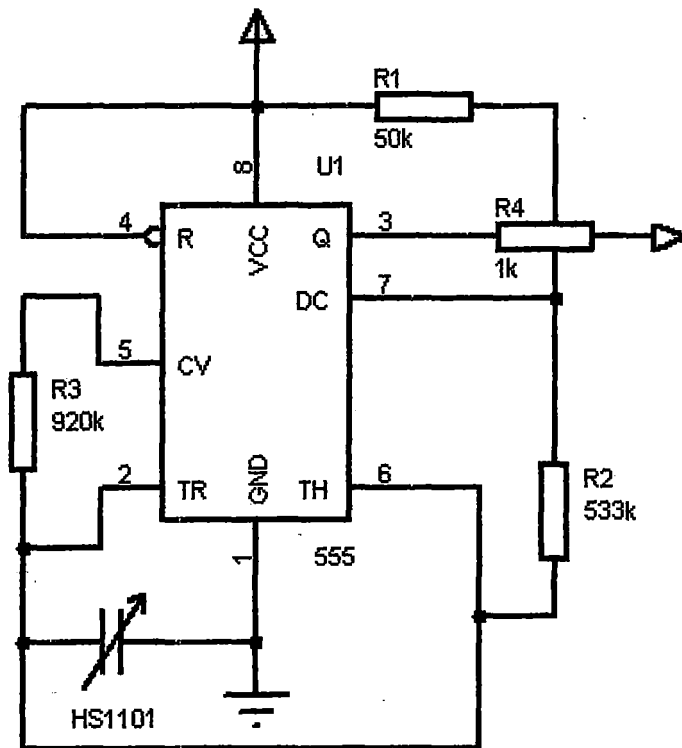 R1
50k
8
U1
4
R
VCC
Q
3
R4
1k
DC
7
5
CV
R3
920k
2
TR
GND
TH
6
R2
533k
1
555
HS1101